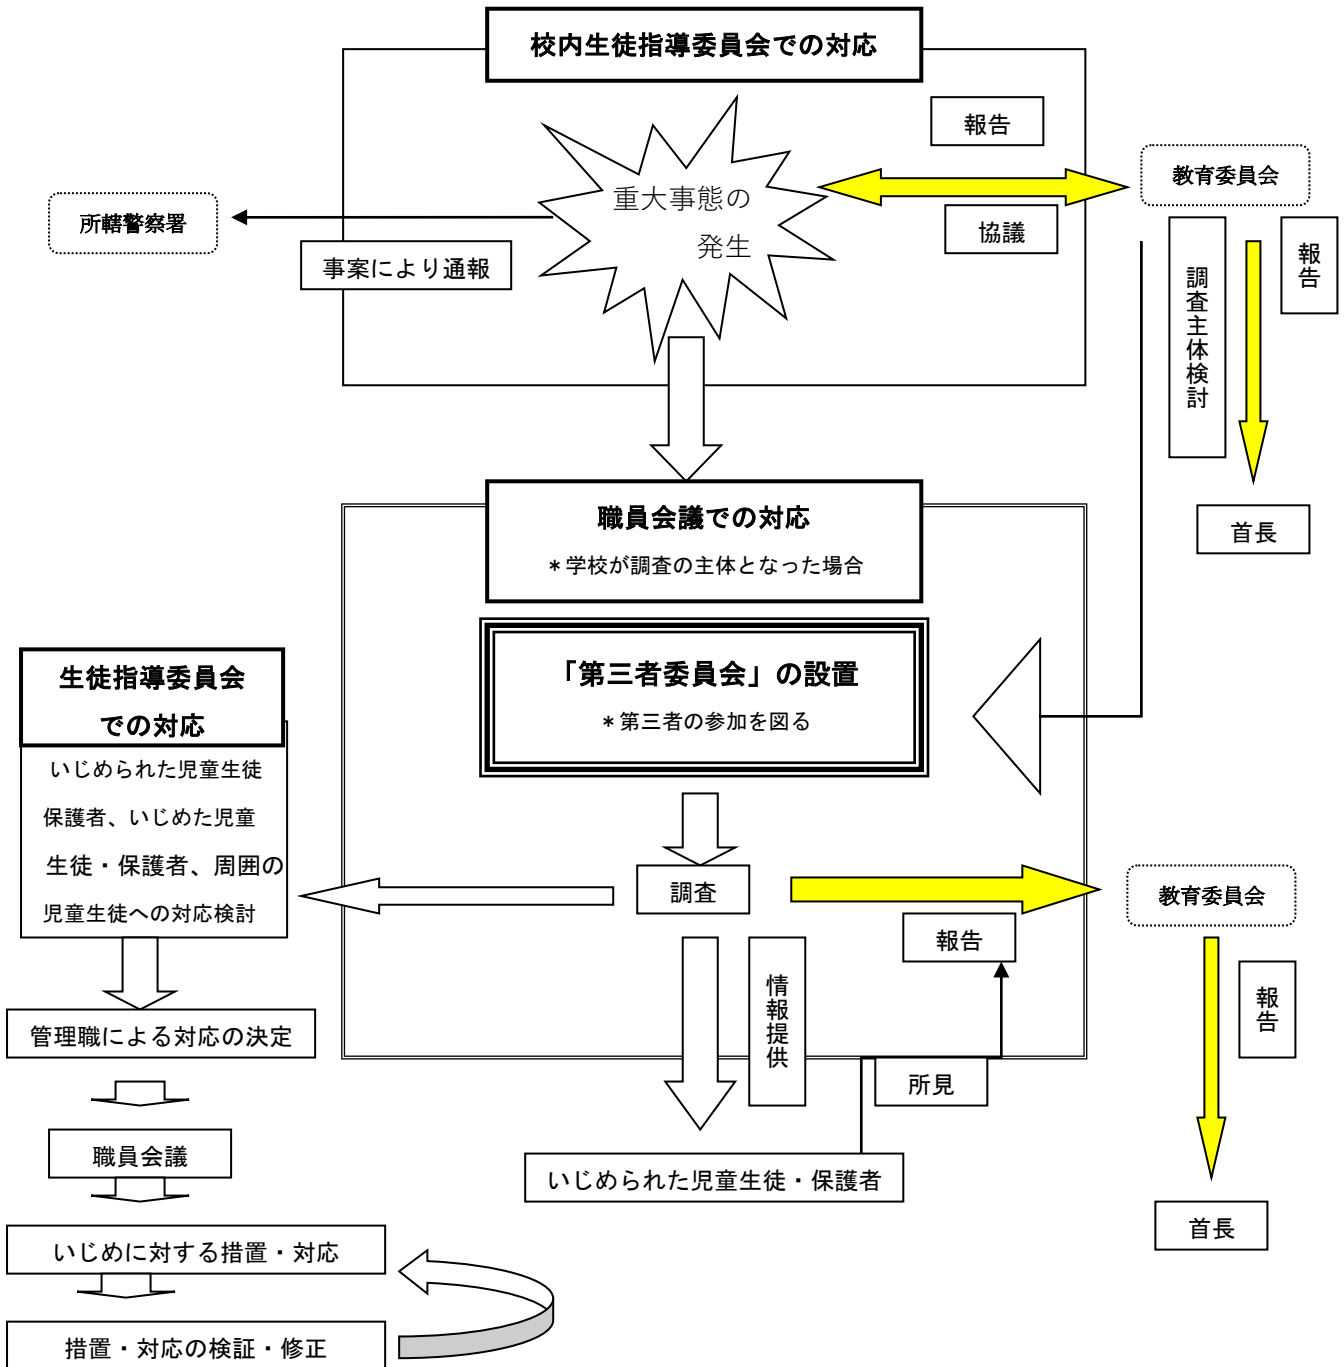 校内生徒指導委員会での対応
報告
教育委員会
重大事態の
発生
所轄警察署
協議
事案により通報
調査主体検討
報告
首長
職員会議での対応
＊学校が調査の主体となった場合
「第三者委員会」の設置
＊第三者の参加を図る
生徒指導委員会
での対応
いじめられた児童生徒
保護者、いじめた児童
生徒・保護者、周囲の
児童生徒への対応検討
調査
教育委員会
報告
情報提供
報告
管理職による対応の決定
所見
職員会議
いじめられた児童生徒・保護者
首長
いじめに対する措置・対応
措置・対応の検証・修正